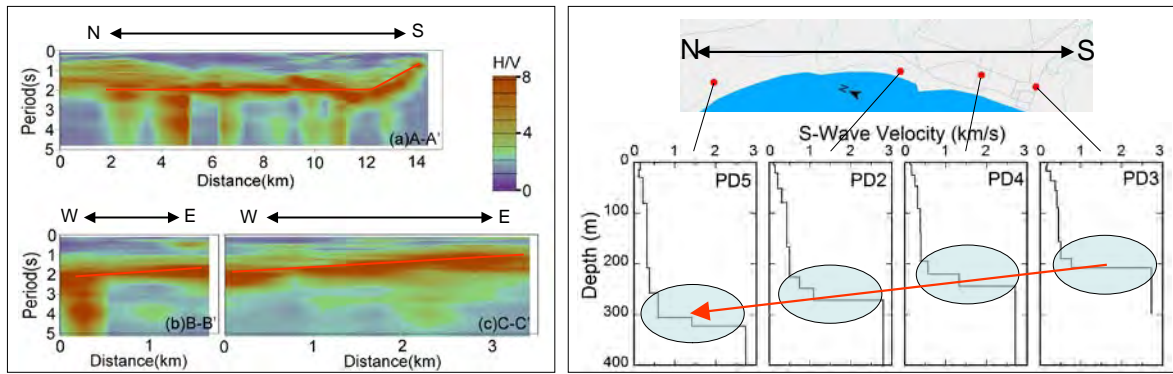 N S
H/V
0
1
2
3
4
5
Period(s)
8
4
0
(a)A-A'
0 2 4 6 8 10 12 14
Distance(km)
W E W E
0
1
2
3
4
5
Period(s)
(b)B-B' (c)C-C'
0 1 0 1 2 3
Distance(km) Distance(km)
N S
N
S-Wave Velocity (km/s)
0 1 2 3 0 1 2 3 0 1 2 3 0 1 2 3
0
100
200
300
400
Depth (m)
PD5 PD2 PD4 PD3